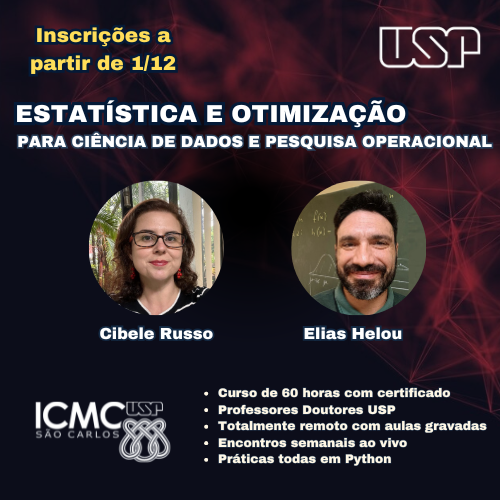 Inscrições a
partir de 1/12
USP
ESTATÍSTICA E OTIMIZAÇÃO
PARA CIÊNCIA DE DADOS E PESQUISA OPERACIONAL
Cibele Russo
Elias Helou
ICMC USP
SÃO CARLOS
• Curso de 60 horas com certificado
• Professores Doutores USP
• Totalmente remoto com aulas gravadas
• Encontros semanais ao vivo
• Práticas todas em Python